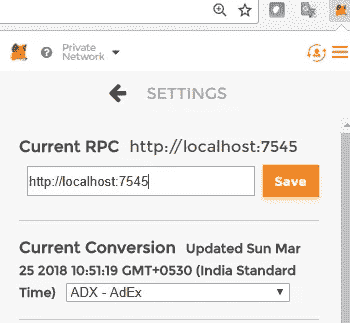 Private
Network
SETTINGS
Current RPC http://localhost:7545
http://localhost:7545
Save
Current Conversion Updated Sun Mar
25 2018 10:51:19 GMT+0530 (India Standard
Time) ADX - AdEx